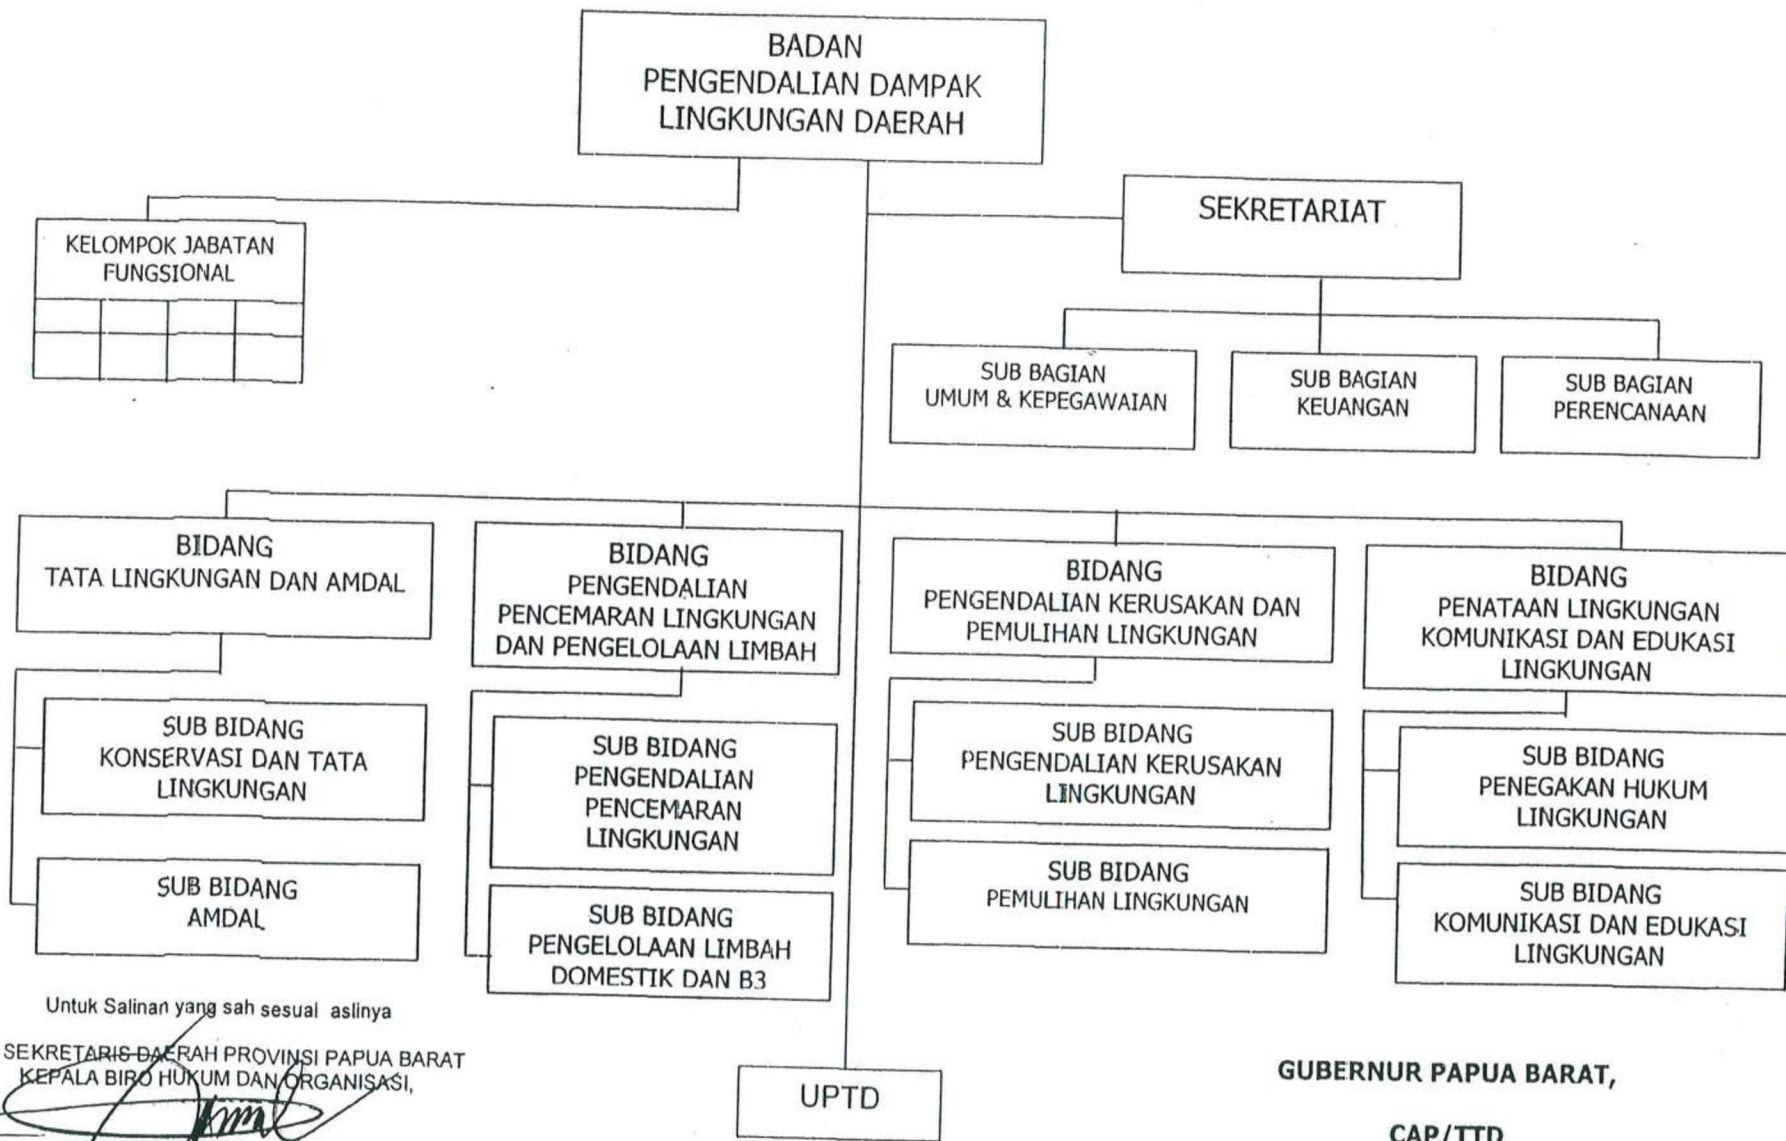 BADAN
PENGENDALIAN DAMPAK
LINGKUNGAN DAERAH
SEKRETARIAT
KELOMPOK JABATAN
FUNGSIONAL
SUB BAGIAN
UMUM & KEPEGAWAIAN
SUB BAGIAN
KEUANGAN
SUB BAGIAN
PERENCANAAN
BIDANG
TATA LINGKUNGAN DAN AMDAL
BIDANG
PENGENDALIAN
PENCEMARAN LINGKUNGAN
DAN PENGELOLAAN LIMBAH
BIDANG
PENGENDALIAN KERUSAKAN DAN
PEMULIHAN LINGKUNGAN
BIDANG
PENATAAN LINGKUNGAN
KOMUNIKASI DAN EDUKASI
LINGKUNGAN
SUB BIDANG
KONSERVASI DAN TATA
LINGKUNGAN
SUB BIDANG
AMDAL
SUB BIDANG
PENGENDALIAN
PENCEMARAN
LINGKUNGAN
SUB BIDANG
PENGELOLAAN LIMBAH
DOMESTIK DAN B3
SUB BIDANG
PENGENDALIAN KERUSAKAN
LINGKUNGAN
SUB BIDANG
PEMULIHAN LINGKUNGAN
SUB BIDANG
PENEGAKAN HUKUM
LINGKUNGAN
SUB BIDANG
KOMUNIKASI DAN EDUKASI
LINGKUNGAN
Untuk Salinan yang sah sesuai aslinya
SEKRETARIS DAERAH PROVINSI PAPUA BARAT
KEPALA BIRO HUKUM DAN ORGANISASI,
UPTD
GUBERNUR PAPUA BARAT,
CAP/TTD